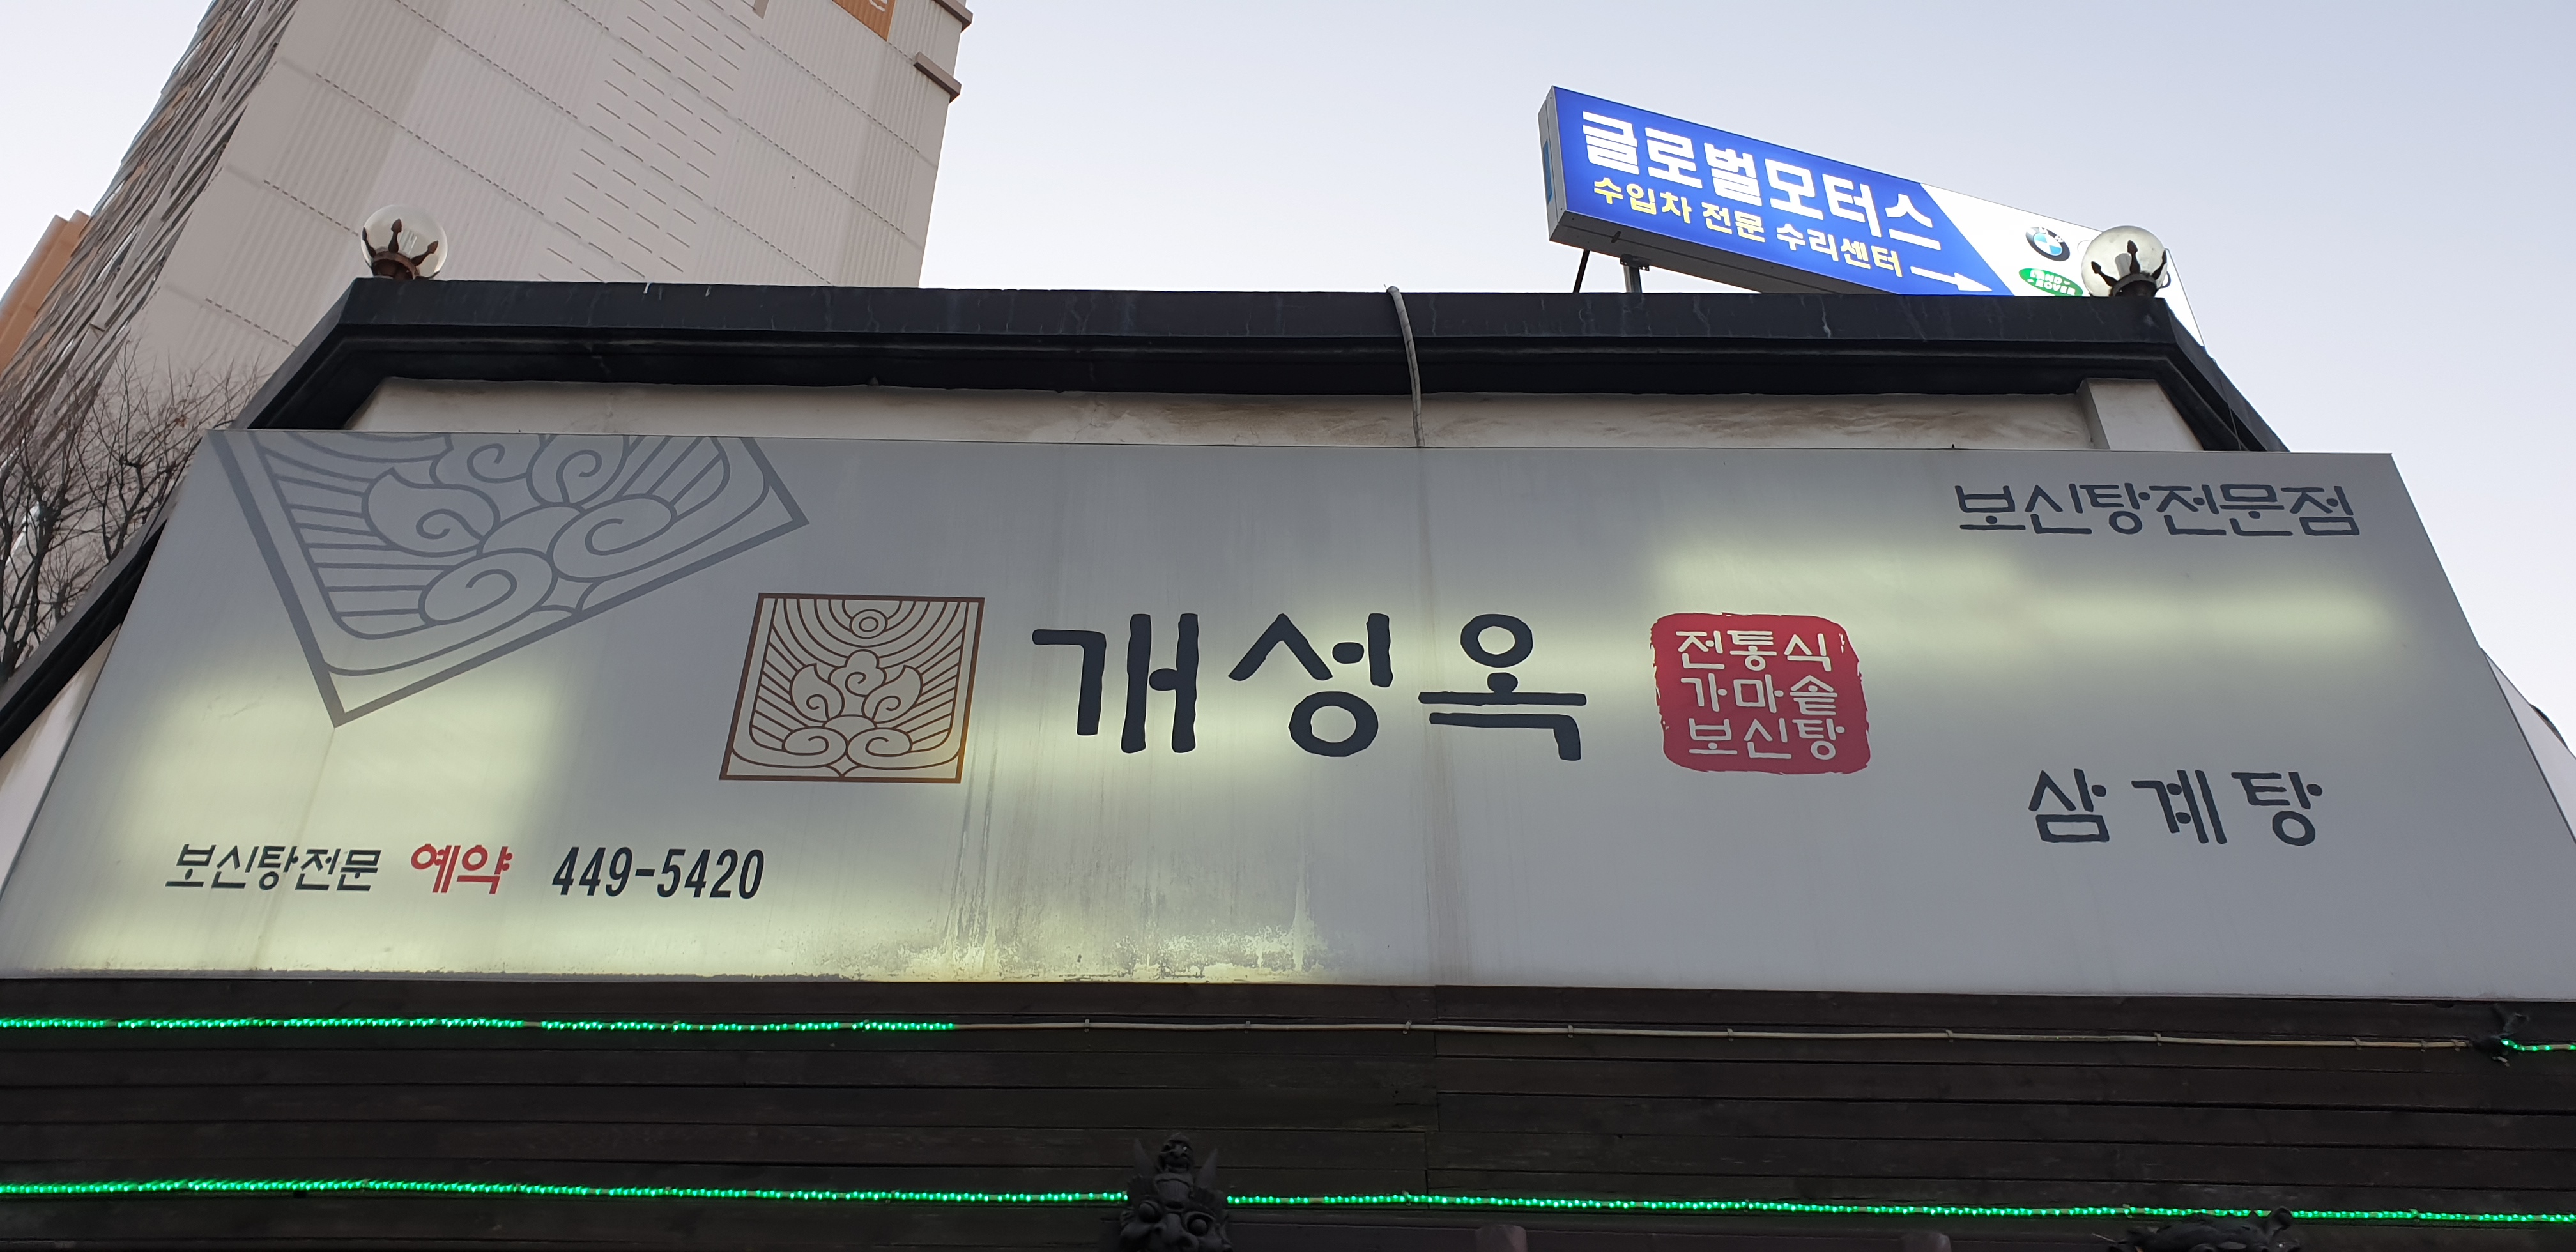 글로벌모터스
수입차 전문 수리센터
LAND ROVER
보신탕전문점
개성옥
전통식
가마솥
보신탕
삼계탕
보신탕전문 예약 449-5420